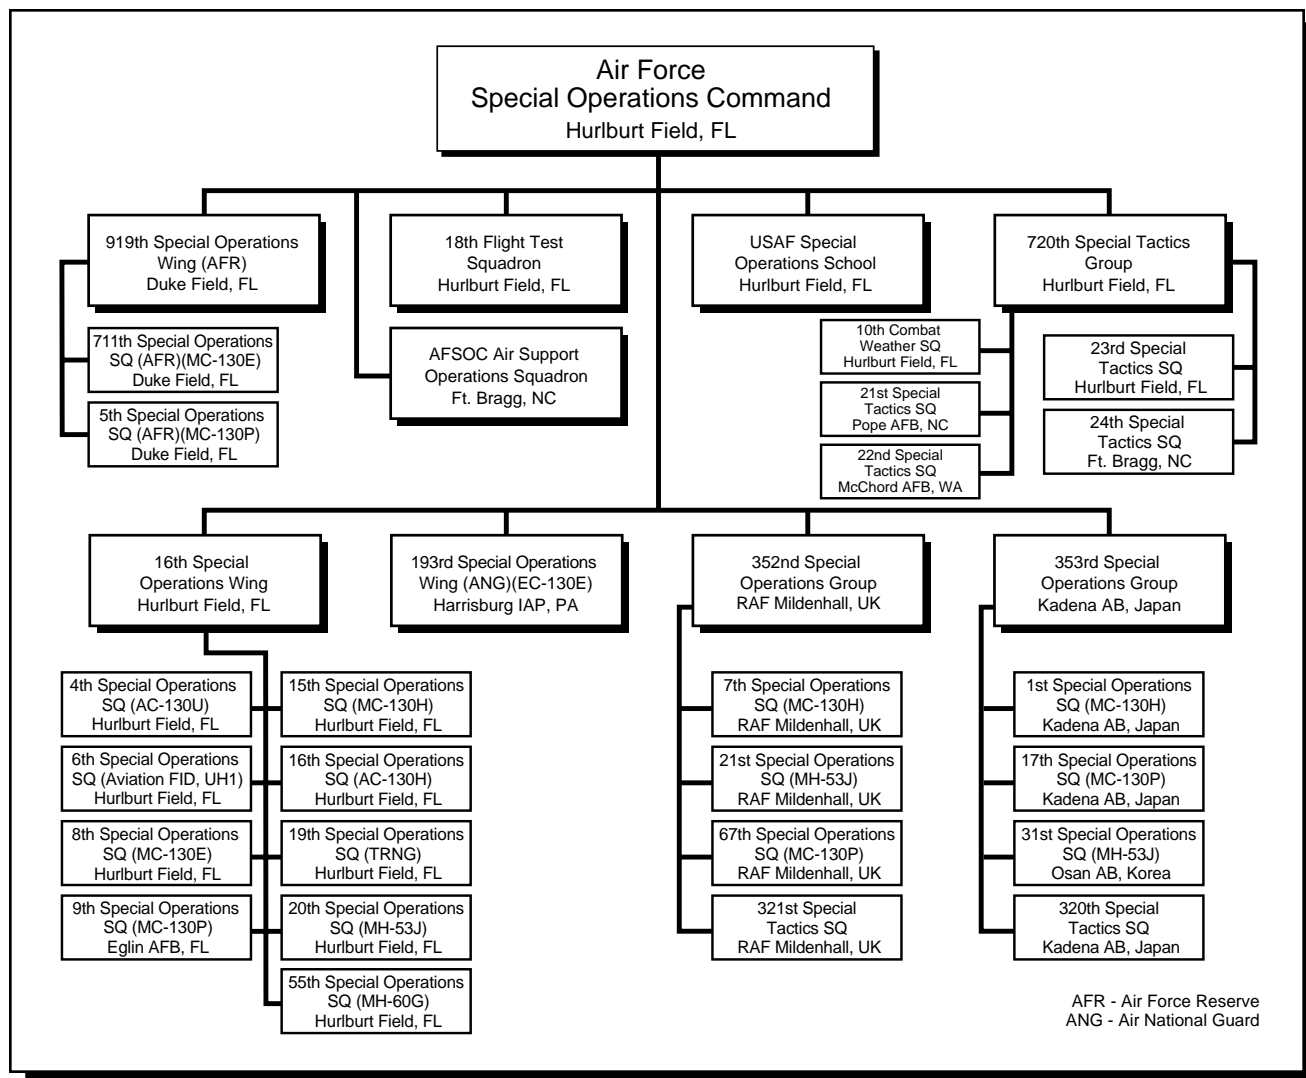 Air Force
Special Operations Command
Hurlburt Field, FL
919th Special Operations
Wing (AFR)
Duke Field, FL
18th Flight Test
Squadron
Hurlburt Field, FL
USAF Special
Operations School
Hurlburt Field, FL
720th Special Tactics
Group
Hurlburt Field, FL
711th Special Operations
SQ (AFR)(MC-130E)
Duke Field, FL
5th Special Operations
SQ (AFR)(MC-130P)
Duke Field, FL
AFSOC Air Support
Operations Squadron
Ft. Bragg, NC
10th Combat
Weather SQ
Hurlburt Field, FL
21st Special
Tactics SQ
Pope AFB, NC
22nd Special
Tactics SQ
McChord AFB, WA
23rd Special
Tactics SQ
Hurlburt Field, FL
24th Special
Tactics SQ
Ft. Bragg, NC
16th Special
Operations Wing
Hurlburt Field, FL
193rd Special Operations
Wing (ANG)(EC-130E)
Harrisburg IAP, PA
352nd Special
Operations Group
RAF Mildenhall, UK
353rd Special
Operations Group
Kadena AB, Japan
4th Special Operations
SQ (AC-130U)
Hurlburt Field, FL
6th Special Operations
SQ (Aviation FID, UH1)
Hurlburt Field, FL
8th Special Operations
SQ (MC-130E)
Hurlburt Field, FL
9th Special Operations
SQ (MC-130P)
Eglin AFB, FL
15th Special Operations
SQ (MC-130H)
Hurlburt Field, FL
16th Special Operations
SQ (AC-130H)
Hurlburt Field, FL
19th Special Operations
SQ (TRNG)
Hurlburt Field, FL
20th Special Operations
SQ (MH-53J)
Hurlburt Field, FL
55th Special Operations
SQ (MH-60G)
Hurlburt Field, FL
7th Special Operations
SQ (MC-130H)
RAF Mildenhall, UK
21st Special Operations
SQ (MH-53J)
RAF Mildenhall, UK
67th Special Operations
SQ (MC-130P)
RAF Mildenhall, UK
321st Special
Tactics SQ
RAF Mildenhall, UK
1st Special Operations
SQ (MC-130H)
Kadena AB, Japan
17th Special Operations
SQ (MC-130P)
Kadena AB, Japan
31st Special Operations
SQ (MH-53J)
Osan AB, Korea
320th Special
Tactics SQ
Kadena AB, Japan
AFR - Air Force Reserve
ANG - Air National Guard